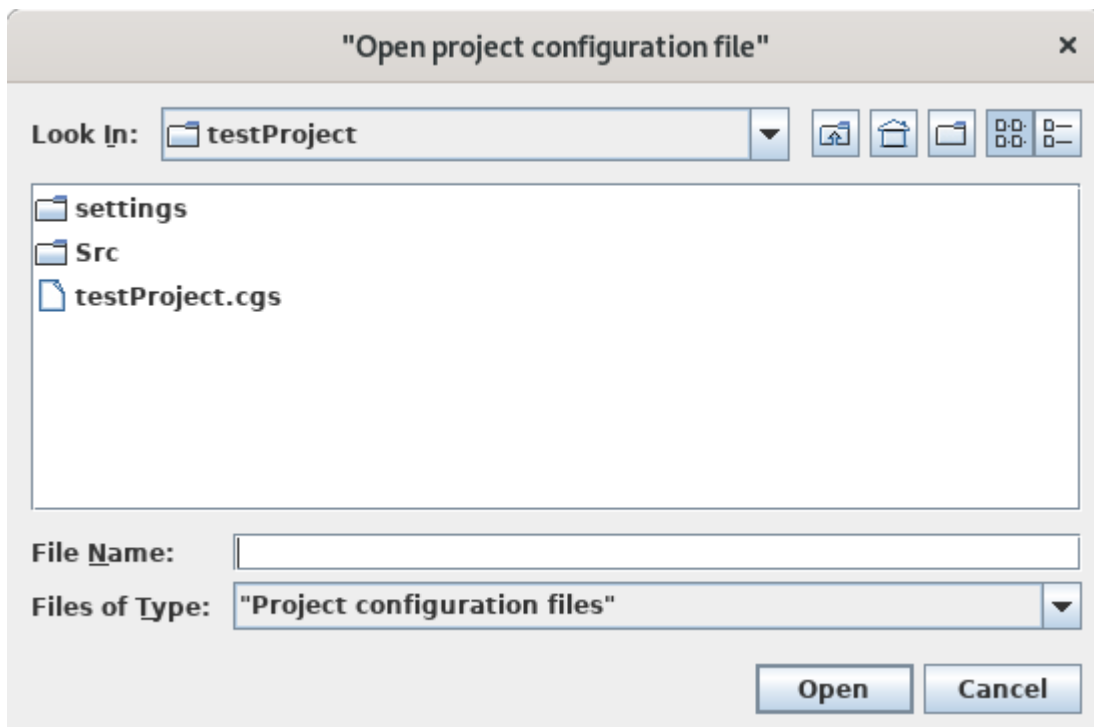 "Open project configuration file"
Look In: testProject
settings
Src
testProject.cgs
File Name:
Files of Type: "Project configuration files"
Open Cancel